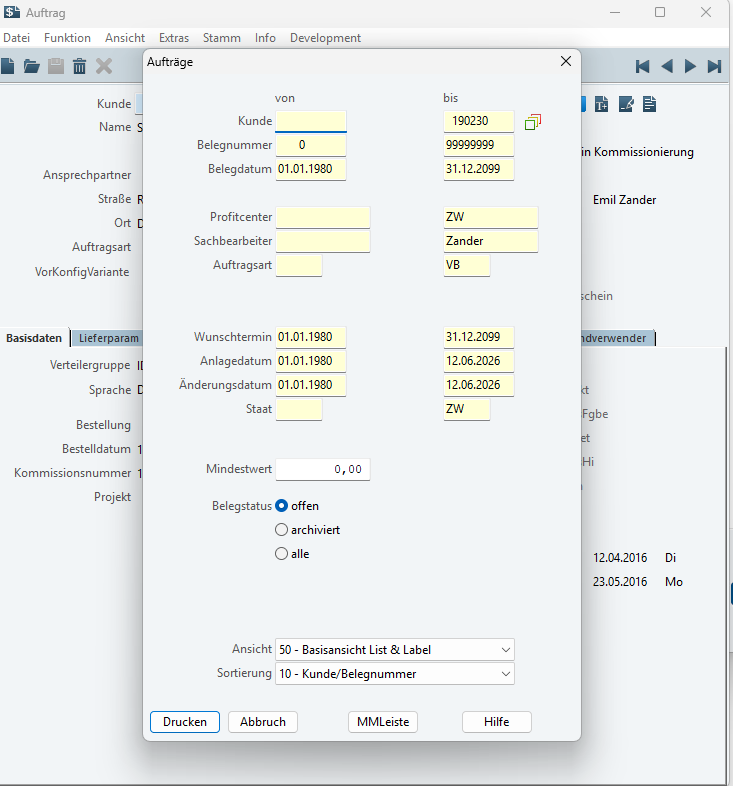 Auftrag
Datei Funktion Ansicht Extras Stamm Info Development
Aufträge
Kunde
Name S
Ansprechpartner
Straße R
Ort D
Auftragsart
VorKonfigVariante
in Kommissionierung
Emil Zander
schein
Basisdaten Lieferparam ndverwender
Verteilergruppe
Sprache D
Bestellung
Bestelldatum 1
Kommissionsnummer 1
Projekt
kt
Fgbe
et
Hi
12.04.2016 Di
23.05.2016 Mo
von bis
Kunde 190230
Belegnummer 0 99999999
Belegdatum 01.01.1980 31.12.2099
Profitcenter ZW
Sachbearbeiter Zander
Auftragsart VB
Wunschtermin 01.01.1980 31.12.2099
Anlagedatum 01.01.1980 12.06.2026
Änderungsdatum 01.01.1980 12.06.2026
Staat ZW
Mindestwert 0,00
Belegstatus offen
archiviert
alle
Ansicht 50 - Basisansicht List & Label
Sortierung 10 - Kunde/Belegnummer
Drucken Abbruch MMLeiste Hilfe